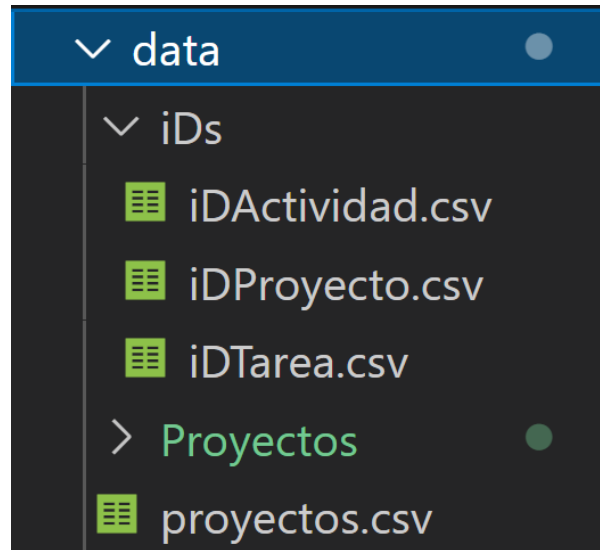 data
iDs
iDActividad.csv
iDProyecto.csv
iDTarea.csv
Proyectos
proyectos.csv